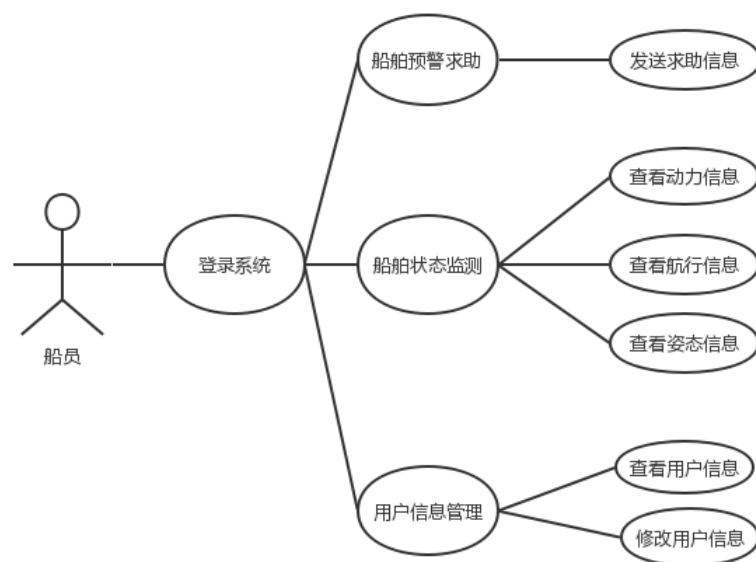 船舶预警求助
发送求助信息
查看动力信息
登录系统
船舶状态监测
查看航行信息
查看姿态信息
船员
用户信息管理
查看用户信息
修改用户信息